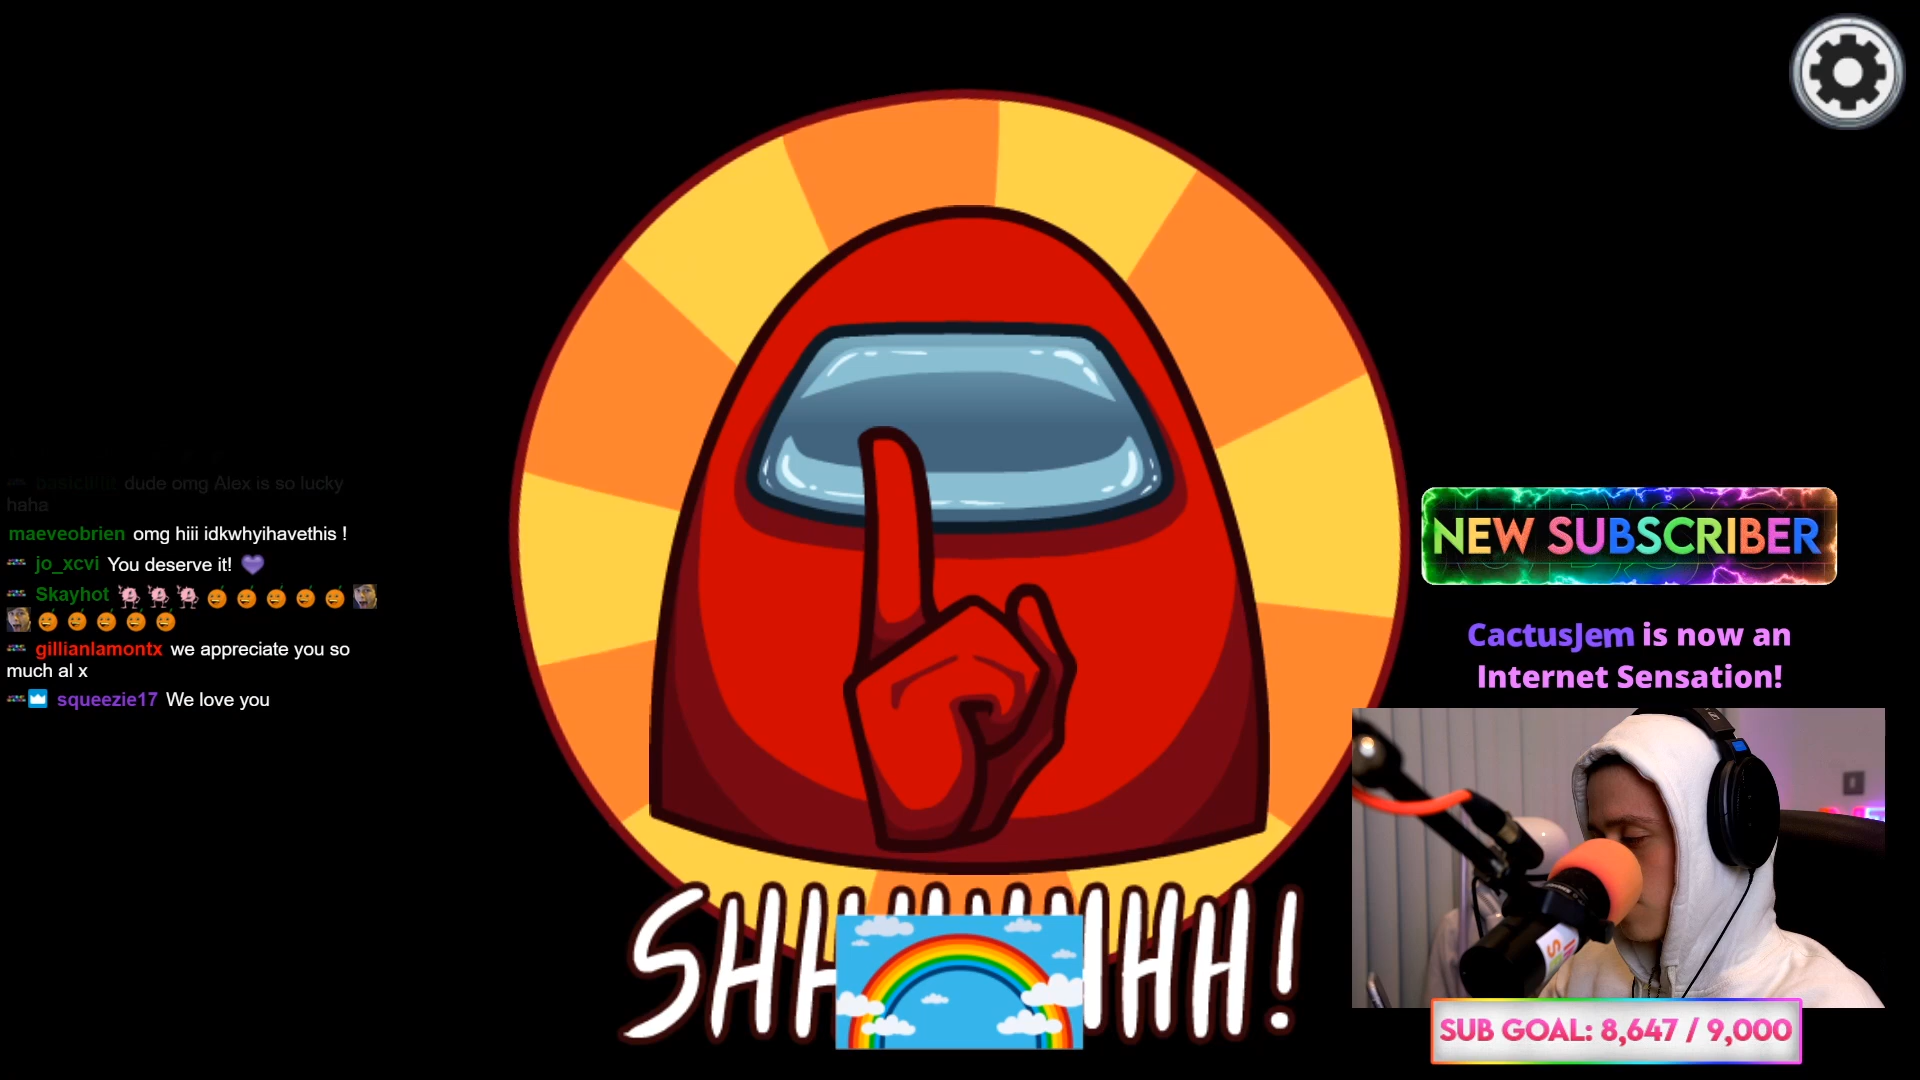 dude omg Alex is so lucky
haha
maeveobrien omg hiii idkwhyihavethis !
jo_xcvi You deserve it!
Skayhot
gillianlamontx we appreciate you so
much al x
squeezie17 We love you
NEW SUBSCRIBER
CactusJem is now an
Internet Sensation!
SUB GOAL: 8,647 / 9,000